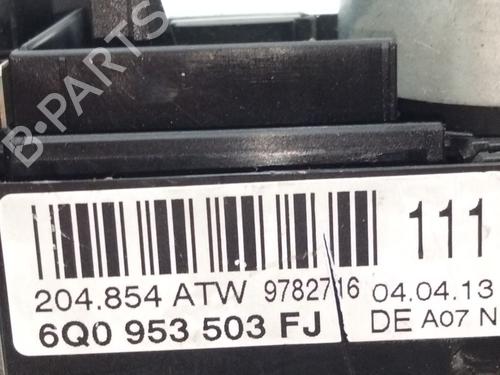 B-PARTS
111
204.854 ATW 9782716 04.04.13
6Q0 953 503 FJ DE A07 N